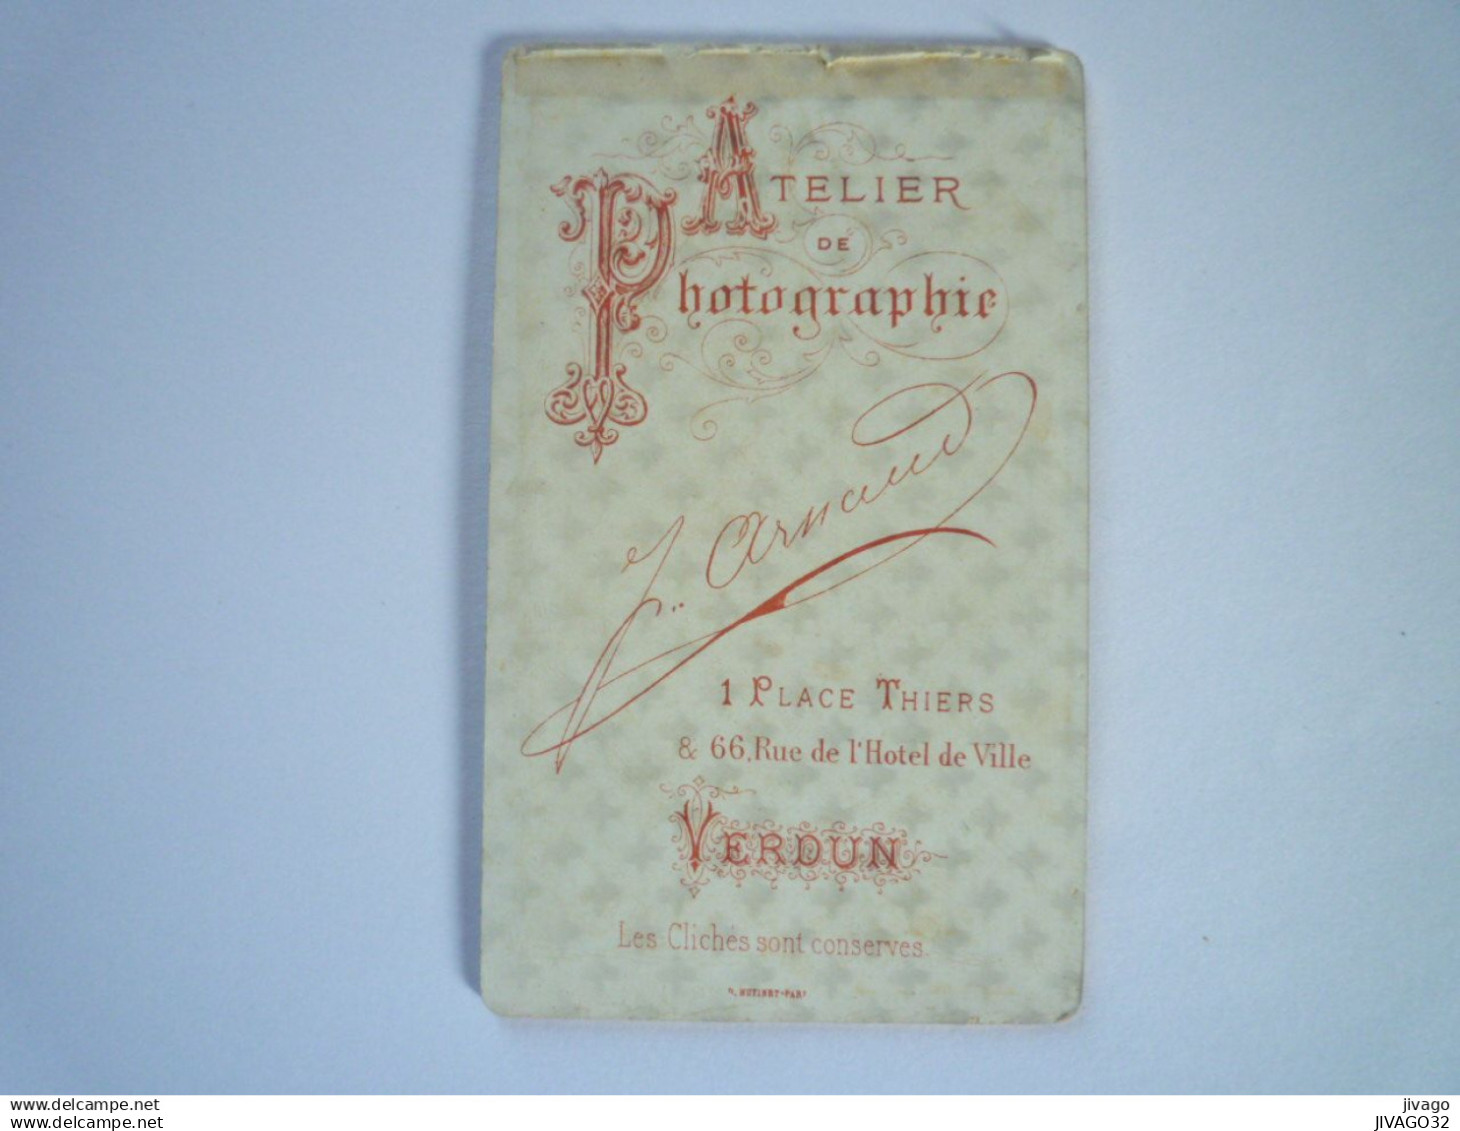 ATELIER
DE
Photographie
J. Arnaud
1 PLACE THIERS
& 66, Rue de l'Hotel de Ville
VERDUN
Les Clichés sont conserves.
www.delcampe.net
www.delcampe.net
jivago
JIVAGO32